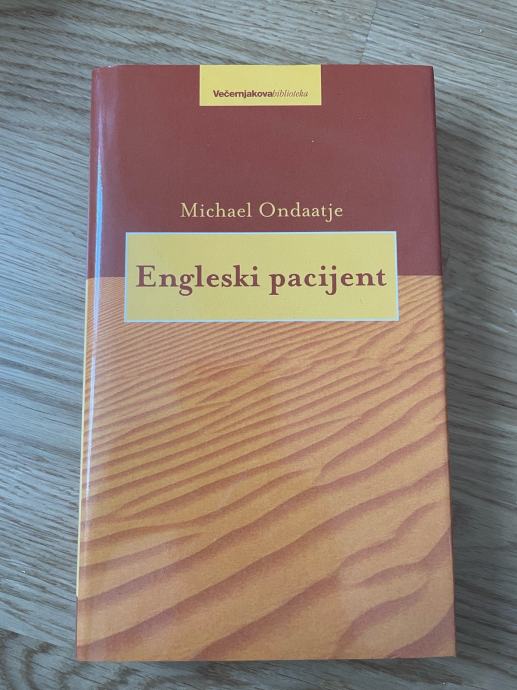 Večernjakovabiblioteka
Michael Ondaatje
Engleski pacijent